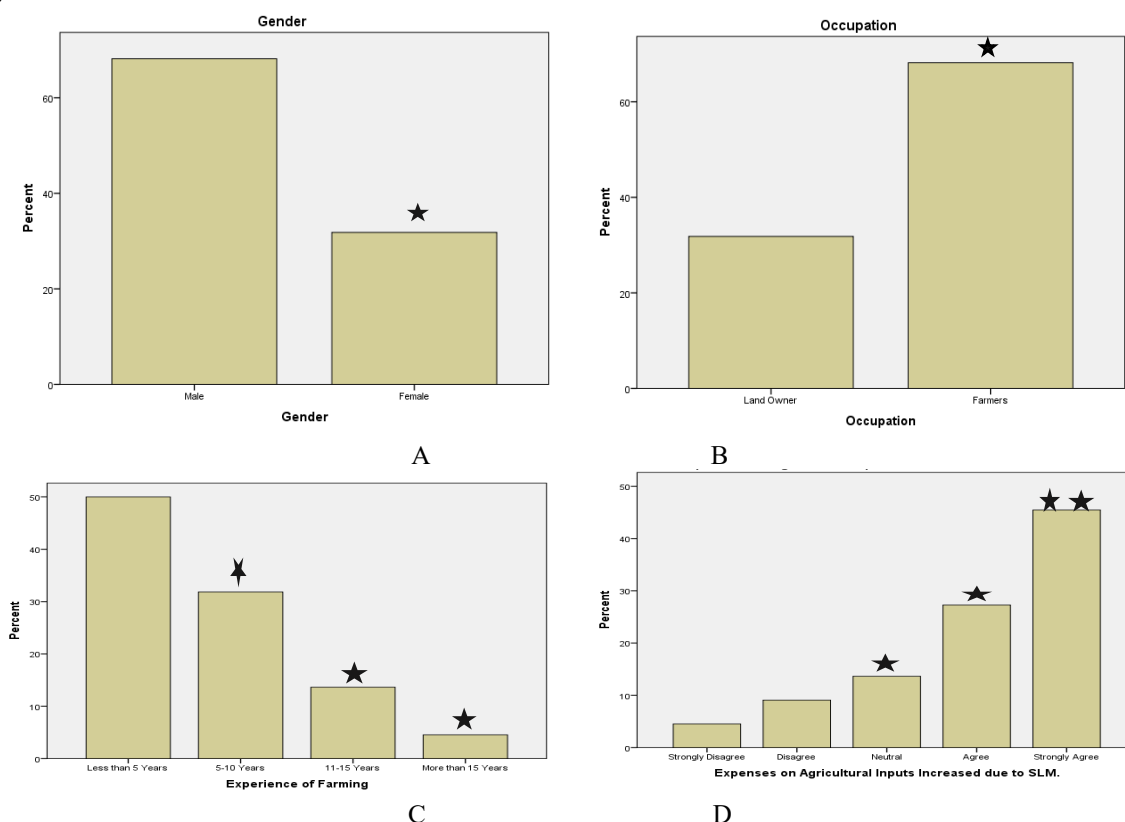 Gender
Percent
60
40
20
0
Male Female
Gender
A
Occupation
Percent
60
40
20
0
Land Owner Farmers
Occupation
B
Percent
50
40
30
20
10
0
Less than 5 Years 5-10 Years 11-15 Years More than 15 Years
Experience of Farming
C
Percent
50
40
30
20
10
0
Strongly Disagree Disagree Neutral Agree Strongly Agree
Expenses on Agricultural Inputs Increased due to SLM.
D